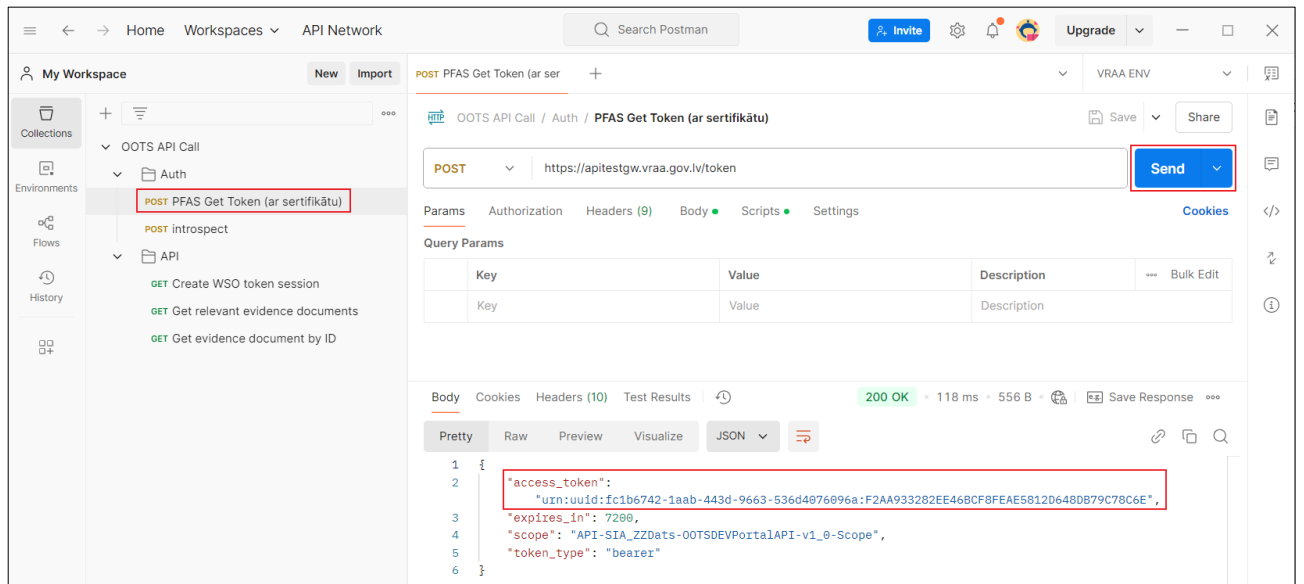 Home Workspaces API Network Search Postman Invite Upgrade
My Workspace New Import POST PFAS Get Token (ar ser VRAA ENV
Collections
Environments
Flows
History
OOTS API Call
Auth
POST PFAS Get Token (ar sertifikātu)
POST introspect
API
GET Create WSO token session
GET Get relevant evidence documents
GET Get evidence document by ID
HTTP OOTS API Call / Auth / PFAS Get Token (ar sertifikātu) Save Share
POST https://apitestgw.vraa.gov.lv/token Send
Params Authorization Headers (9) Body Scripts Settings Cookies
Query Params
Key Value Description Bulk Edit
Key Value Description
Body Cookies Headers (10) Test Results 200 OK 118 ms 556 B e.g. Save Response
Pretty Raw Preview Visualize JSON
1 {
2 "access_token":
"urn:uuid:fc1b6742-1aab-443d-9663-536d4076096a:F2AA933282EE46BCF8FEAE5812D648DB79C78C6E",
3 "expires_in": 7200,
4 "scope": "API-SIA_ZZDats-OOTSDEVPortalAPI-v1_0-Scope",
5 "token_type": "bearer"
6 }